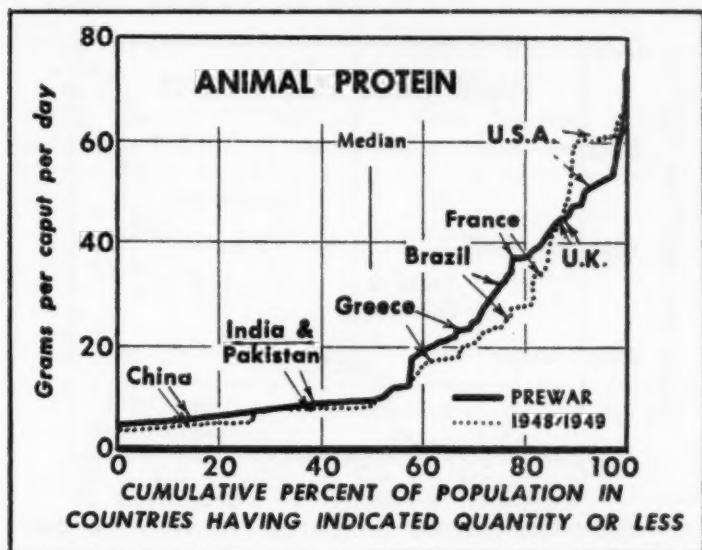 80
ANIMAL PROTEIN
60
U.S.A.
Median
France
40
Brazil
U.K.
Greece
India &
Pakistan
20
China
PREWAR
1948/1949
0
0 20 40 60 80 100
Grams per caput per day
CUMULATIVE PERCENT OF POPULATION IN
COUNTRIES HAVING INDICATED QUANTITY OR LESS